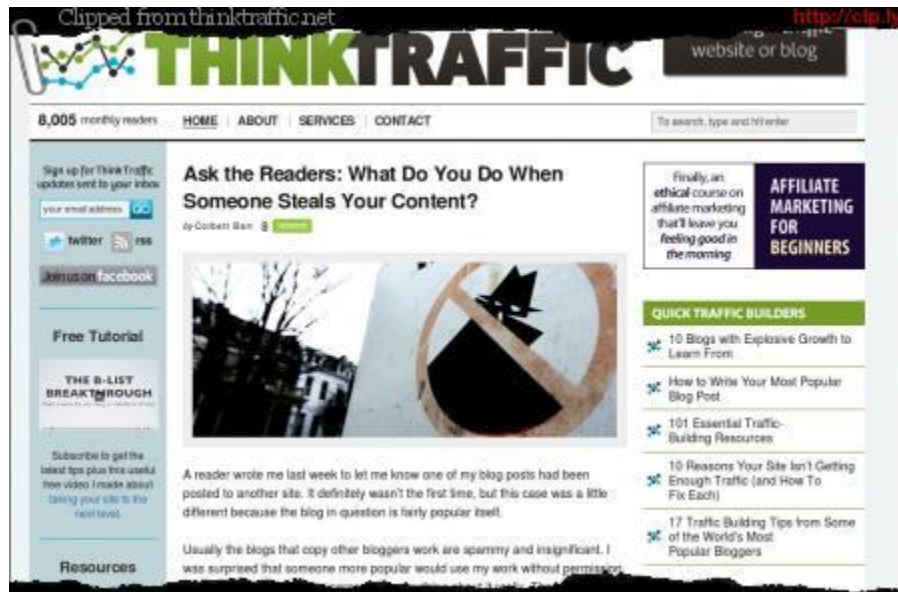 Clipped from thinktraffic.net
http://clip.ly
THINKTRAFFIC
website or blog
8,005 monthly readers
HOME
ABOUT
SERVICES
CONTACT
To search, type and hit enter
Sign up for Think Traffic
updates sent to your inbox
your email address GO
twitter rss
Join us on facebook
Free Tutorial
THE B-LIST
BREAKTHROUGH
Subscribe to get the
latest tips plus this useful
free video I made about
taking your site to the
next level.
Resources
Ask the Readers: What Do You Do When
Someone Steals Your Content?
by Corbett Barr 8
A reader wrote me last week to let me know one of my blog posts had been
posted to another site. It definitely wasn't the first time, but this case was a little
different because the blog in question is fairly popular itself.
Usually the blogs that copy other bloggers work are spammy and insignificant. I
was surprised that someone more popular would use my work without permission
Finally, an
ethical course on
affiliate marketing
that'll leave you
feeling good in
the morning
AFFILIATE
MARKETING
FOR
BEGINNERS
QUICK TRAFFIC BUILDERS
10 Blogs with Explosive Growth to
Learn From
How to Write Your Most Popular
Blog Post
101 Essential Traffic-
Building Resources
10 Reasons Your Site Isn't Getting
Enough Traffic (and How To
Fix Each)
17 Traffic Building Tips from Some
of the World's Most
Popular Bloggers